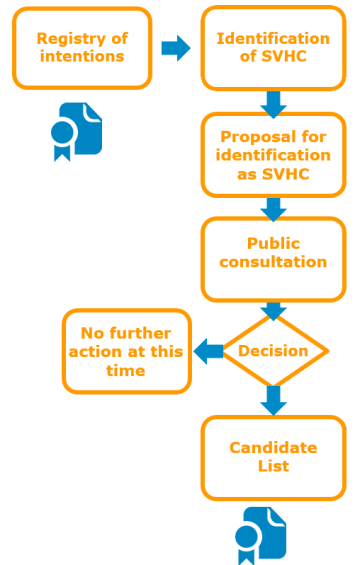 Registry of
intentions
Identification
of SVHC
Proposal for
identification
as SVHC
Public
consultation
No further
action at this
time
Decision
Candidate
List